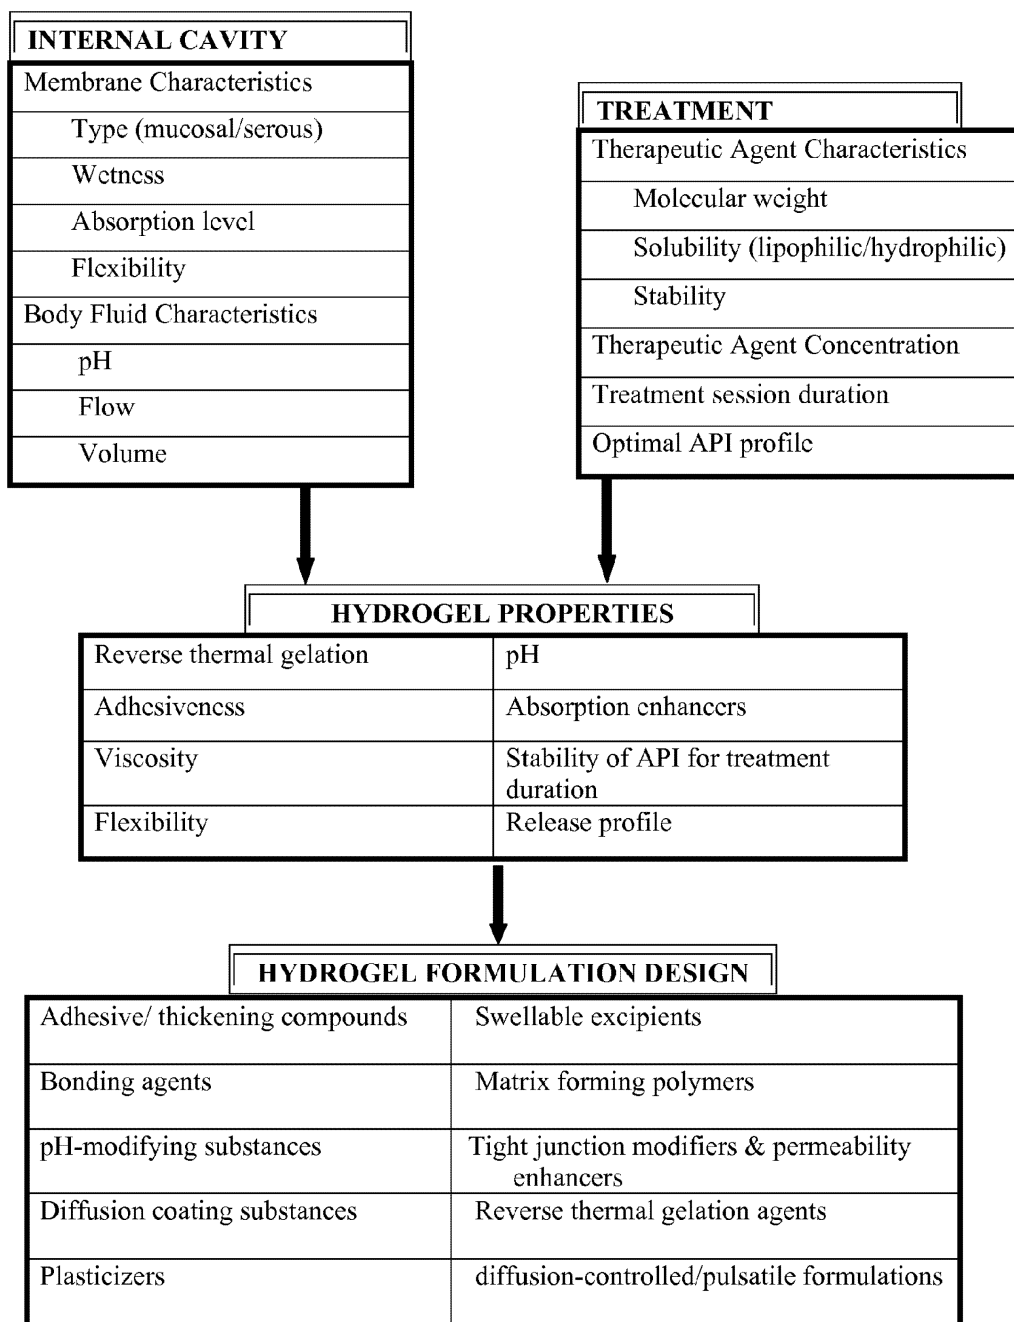 INTERNAL CAVITY
Membrane Characteristics
Type (mucosal/serous)
Wetness
Absorption level
Flexibility
Body Fluid Characteristics
pH
Flow
Volume
TREATMENT
Therapeutic Agent Characteristics
Molecular weight
Solubility (lipophilic/hydrophilic)
Stability
Therapeutic Agent Concentration
Treatment session duration
Optimal API profile
HYDROGEL PROPERTIES
Reverse thermal gelation
pH
Adhesiveness
Absorption enhancers
Viscosity
Stability of API for treatment
duration
Flexibility
Release profile
HYDROGEL FORMULATION DESIGN
Adhesive/ thickening compounds
Swellable excipients
Bonding agents
Matrix forming polymers
pH-modifying substances
Tight junction modifiers & permeability
enhancers
Diffusion coating substances
Reverse thermal gelation agents
Plasticizers
diffusion-controlled/pulsatile formulations